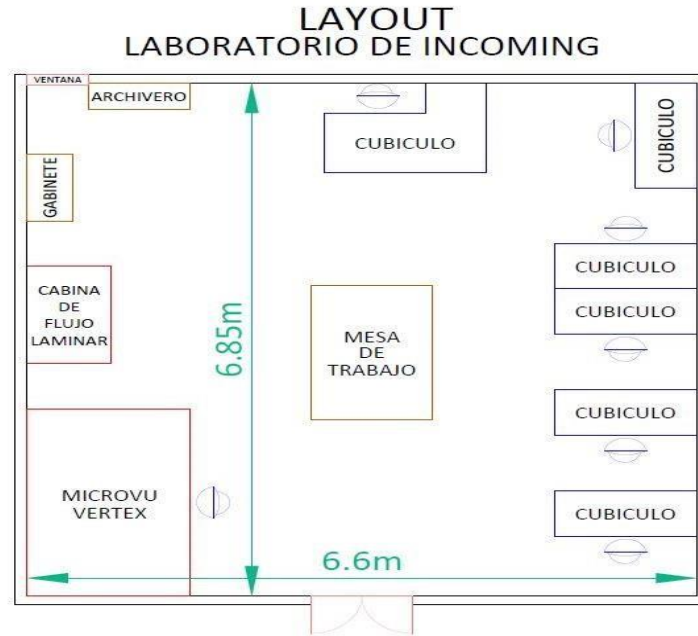 LAYOUT
LABORATORIO DE INCOMING
VENTANA
ARCHIVERO
CUBICULO
CUBICULO
GABINETE
CUBICULO
CABINA
DE
FLUJO
LAMINAR
CUBICULO
6.85m
MESA
DE
TRABAJO
CUBICULO
MICROVU
VERTEX
CUBICULO
6.6m